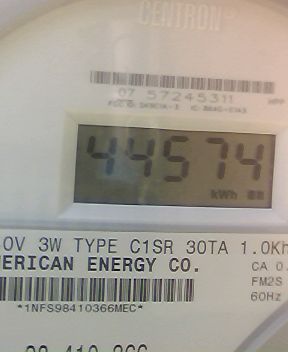 CENTRON
07 57245311 HPP
44574
kWh
0V 3W TYPE C1SR 30TA 1.0Kh
ERICAN ENERGY CO.
CA 0.
FM2S
60Hz
*1NFS98410366MEC*